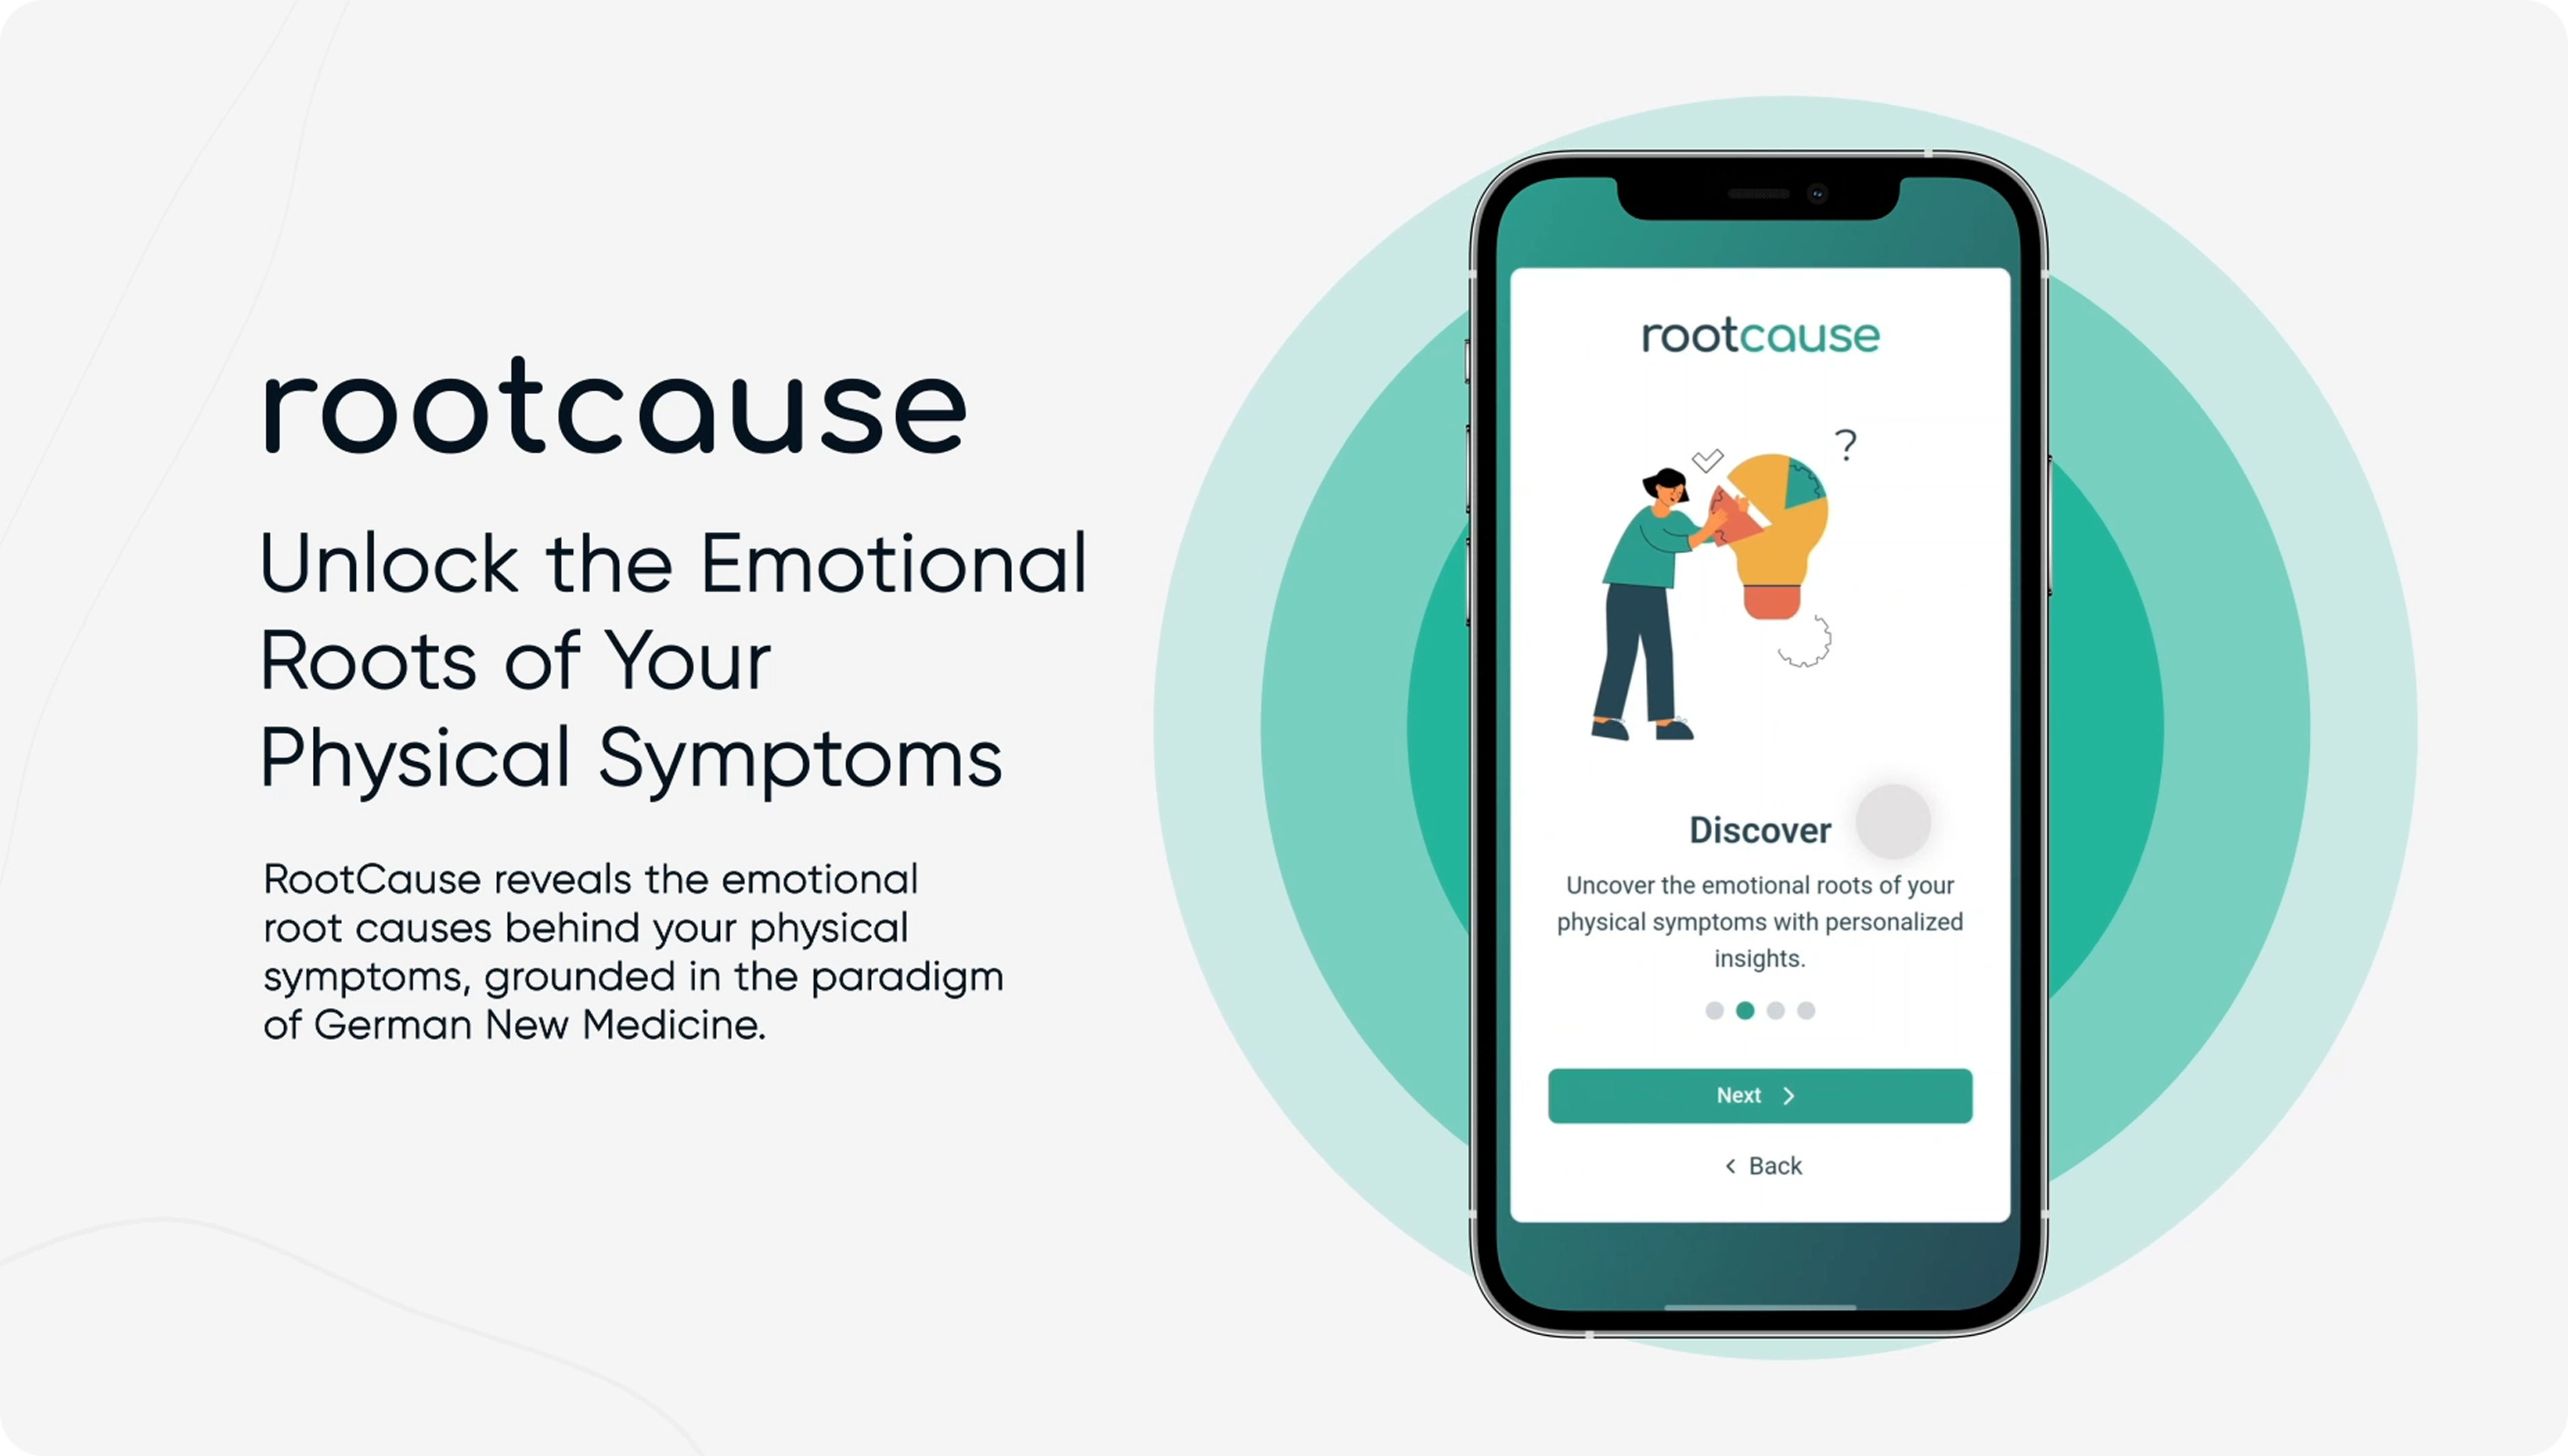 rootcause
Unlock the Emotional
Roots of Your
Physical Symptoms
RootCause reveals the emotional
root causes behind your physical
symptoms, grounded in the paradigm
of German New Medicine.
rootcause
?
Discover
Uncover the emotional roots of your
physical symptoms with personalized
insights.
Next
Back